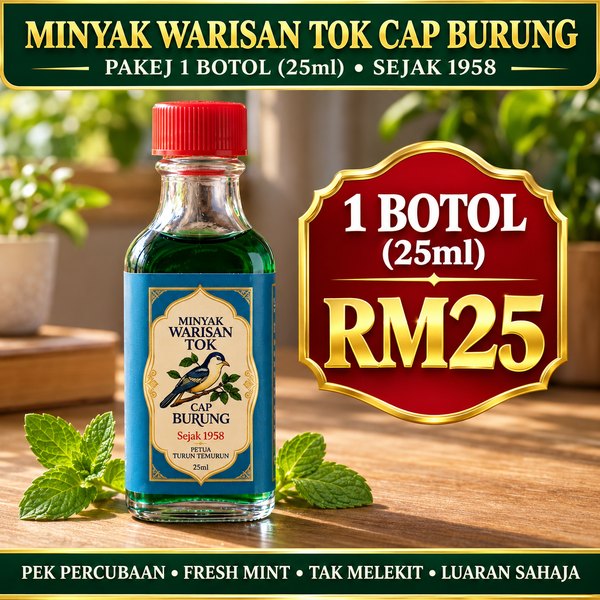 MINYAK WARISAN TOK CAP BURUNG
PAKEJ 1 BOTOL (25ml) • SEJAK 1958
1 BOTOL
(25ml)
RM25
MINYAK
WARISAN
TOK
CAP
BURUNG
Sejak 1958
PETUA
TURUN TEMURUN
25ml
PEK PERCUBAAN • FRESH MINT • TAK MELEKIT • LUARAN SAHAJA